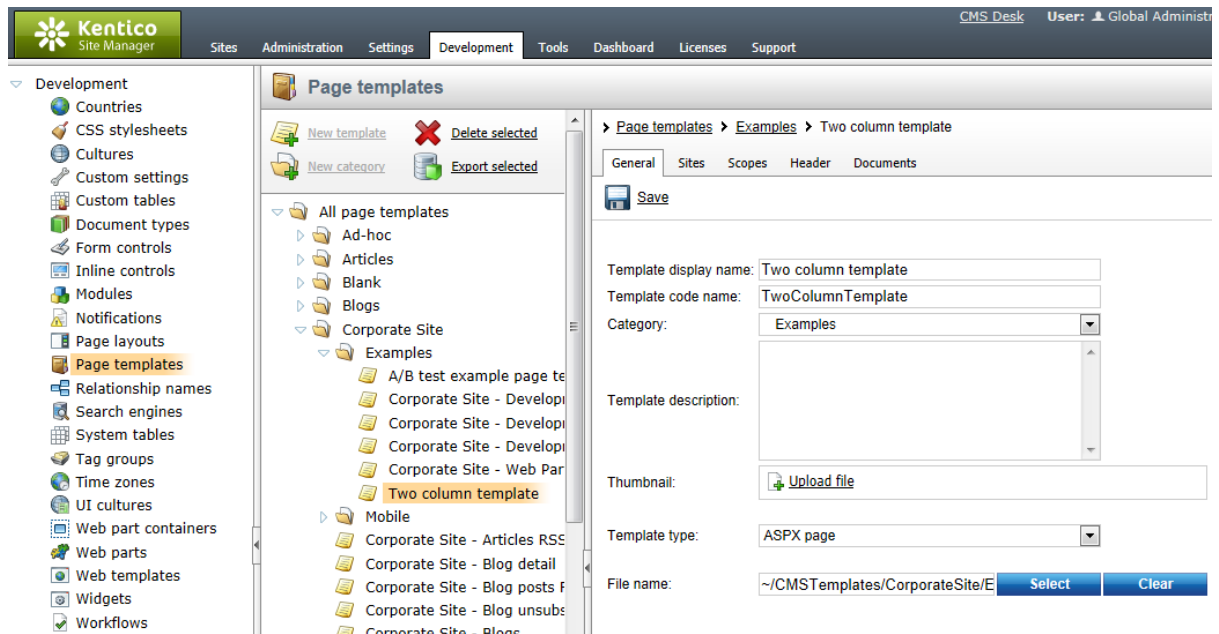 CMS Desk User: Global Administr
Kentico
Site Manager
Sites Administration Settings Development Tools Dashboard Licenses Support
Development
Countries
CSS stylesheets
Cultures
Custom settings
Custom tables
Document types
Form controls
Inline controls
Modules
Notifications
Page layouts
Page templates
Relationship names
Search engines
System tables
Tag groups
Time zones
UI cultures
Web part containers
Web parts
Web templates
Widgets
Workflows
Page templates
New template Delete selected
New category Export selected
All page templates
Ad-hoc
Articles
Blank
Blogs
Corporate Site
Examples
A/B test example page te
Corporate Site - Developr
Corporate Site - Developr
Corporate Site - Developr
Corporate Site - Web Par
Two column template
Mobile
Corporate Site - Articles RSS
Corporate Site - Blog detail
Corporate Site - Blog posts F
Corporate Site - Blog unsubs
Corporate Site - Blogs
> Page templates > Examples > Two column template
General Sites Scopes Header Documents
Save
Template display name: Two column template
Template code name: TwoColumnTemplate
Category: Examples
Template description:
Thumbnail: Upload file
Template type: ASPX page
File name: ~/CMSTemplates/CorporateSite/E Select Clear